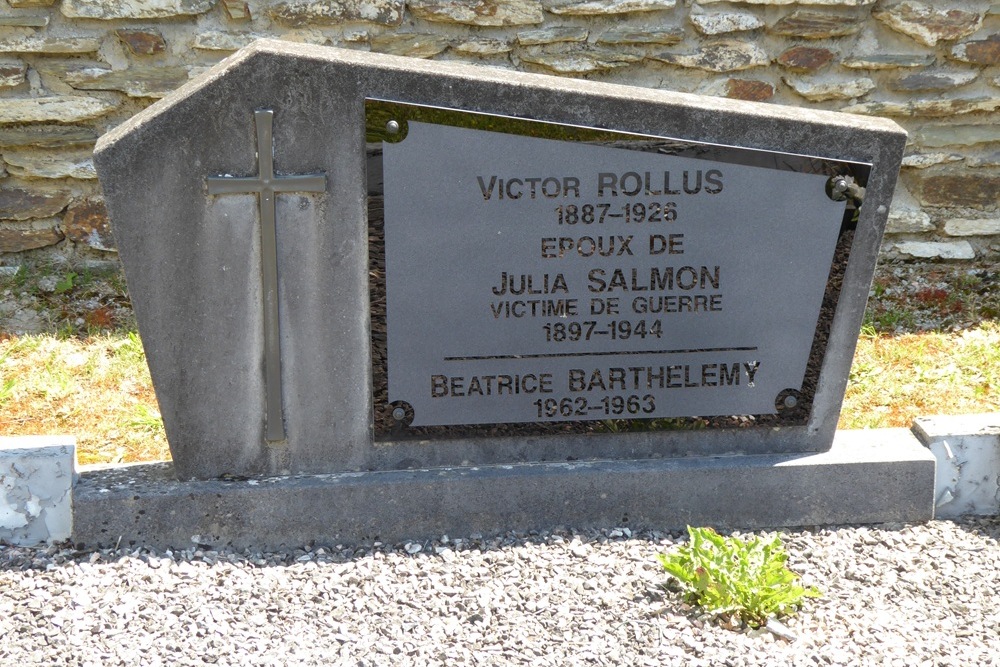 VICTOR ROLLUS
1887–1926
EPOUX DE
JULIA SALMON
VICTIME DE GUERRE
1897–1944
BEATRICE BARTHELEMY
1962–1963